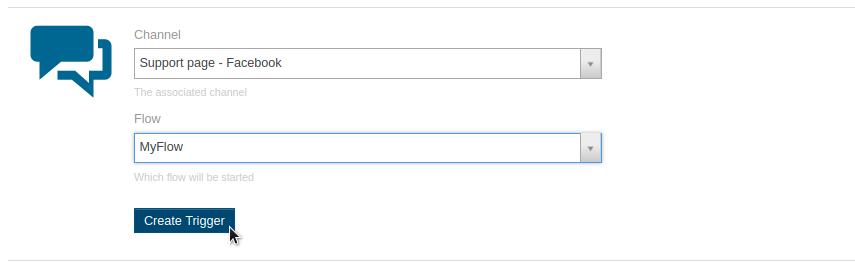 Channel
Support page - Facebook
The associated channel
Flow
MyFlow
Which flow will be started
Create Trigger